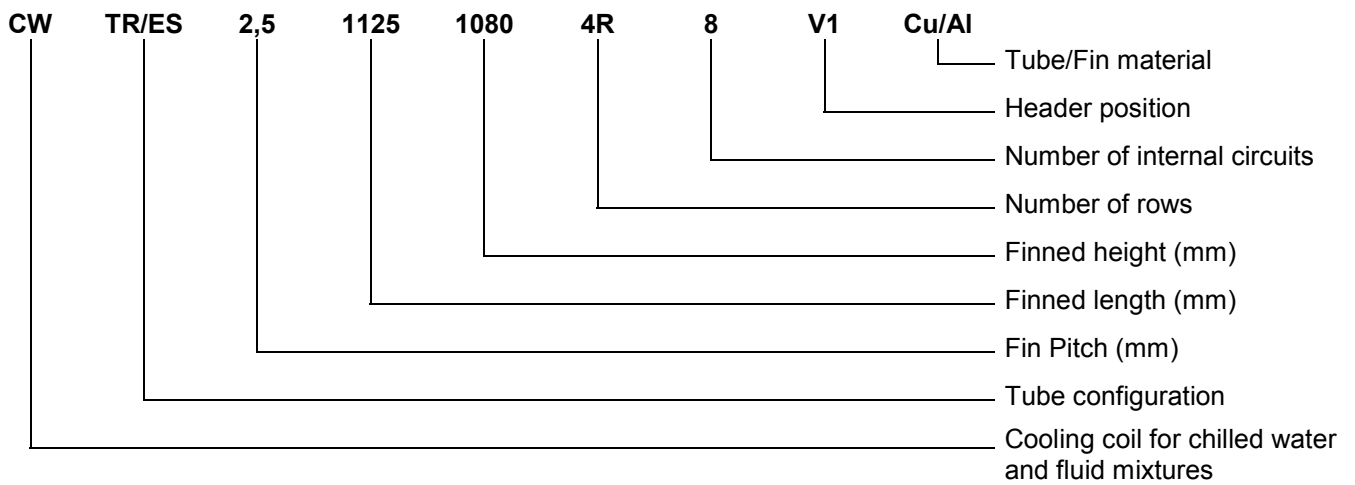 CW TR/ES 2,5 1125 1080 4R 8 V1 Cu/Al
Tube/Fin material
Header position
Number of internal circuits
Number of rows
Finned height (mm)
Finned length (mm)
Fin Pitch (mm)
Tube configuration
Cooling coil for chilled water
and fluid mixtures